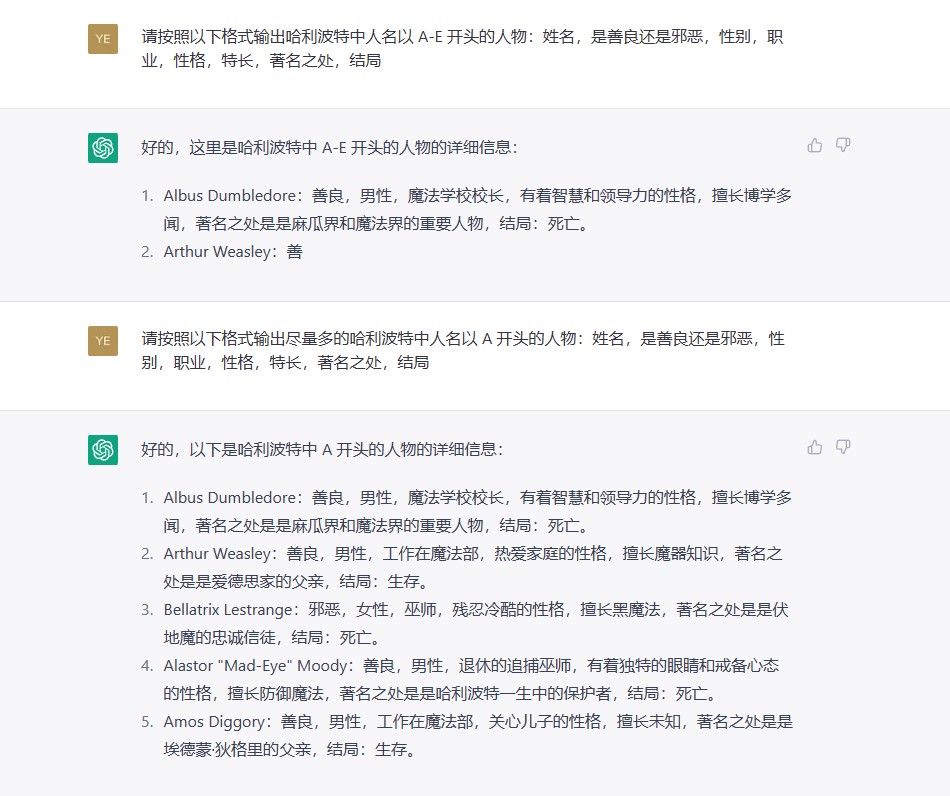 YE
请按照以下格式输出哈利波特中人名以 A-E 开头的人物：姓名，是善良还是邪恶，性别，职
业，性格，特长，著名之处，结局
好的，这里是哈利波特中 A-E 开头的人物的详细信息：
1. Albus Dumbledore：善良，男性，魔法学校校长，有着智慧和领导力的性格，擅长博学多
闻，著名之处是是麻瓜界和魔法界的重要人物，结局：死亡。
2. Arthur Weasley：善
YE
请按照以下格式输出尽量多的哈利波特中人名以 A 开头的人物：姓名，是善良还是邪恶，性
别，职业，性格，特长，著名之处，结局
好的，以下是哈利波特中 A 开头的人物的详细信息：
1. Albus Dumbledore：善良，男性，魔法学校校长，有着智慧和领导力的性格，擅长博学多
闻，著名之处是是麻瓜界和魔法界的重要人物，结局：死亡。
2. Arthur Weasley：善良，男性，工作在魔法部，热爱家庭的性格，擅长魔器知识，著名之
处是是爱德思家的父亲，结局：生存。
3. Bellatrix Lestrange：邪恶，女性，巫师，残忍冷酷的性格，擅长黑魔法，著名之处是是伏
地魔的忠诚信徒，结局：死亡。
4. Alastor "Mad-Eye" Moody：善良，男性，退休的追捕巫师，有着独特的眼睛和戒备心态
的性格，擅长防御魔法，著名之处是是哈利波特一生中的保护者，结局：死亡。
5. Amos Diggory：善良，男性，工作在魔法部，关心儿子的性格，擅长未知，著名之处是是
埃德蒙·狄格里的父亲，结局：生存。